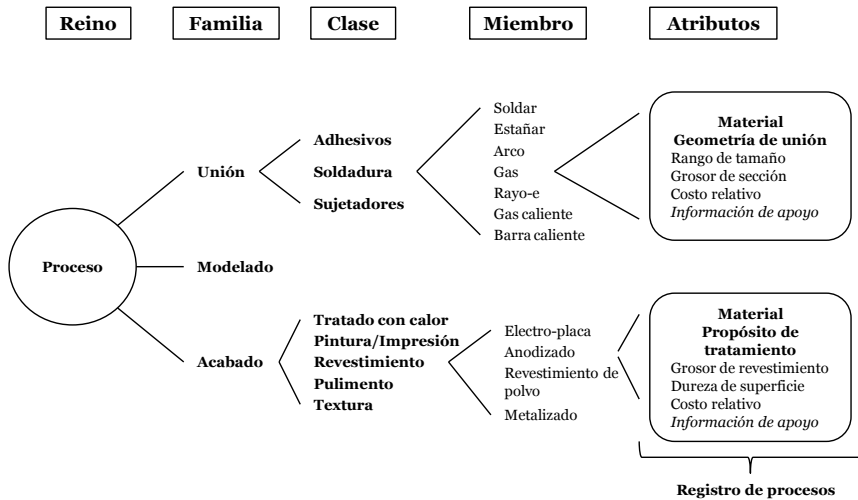 Reino
Familia
Clase
Miembro
Atributos
Proceso
Unión
Modelado
Acabado
Adhesivos
Soldadura
Sujetadores
Soldar
Estañar
Arco
Gas
Rayo-e
Gas caliente
Barra caliente
Material
Geometría de unión
Rango de tamaño
Grosor de sección
Costo relativo
Información de apoyo
Tratado con calor
Pintura/Impresión
Revestimiento
Pulimento
Textura
Electro-placa
Anodizado
Revestimiento de
polvo
Metalizado
Material
Propósito de
tratamiento
Grosor de revestimiento
Dureza de superficie
Costo relativo
Información de apoyo
Registro de procesos